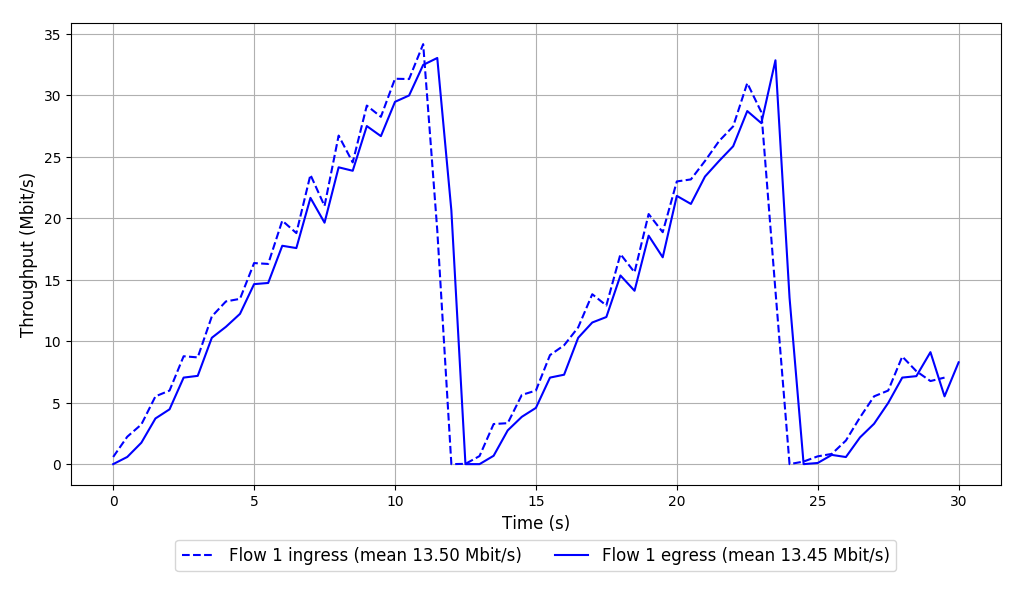 Throughput (Mbit/s)
35
30
25
20
15
10
5
0
0 5 10 15 20 25 30
Time (s)
Flow 1 ingress (mean 13.50 Mbit/s) Flow 1 egress (mean 13.45 Mbit/s)